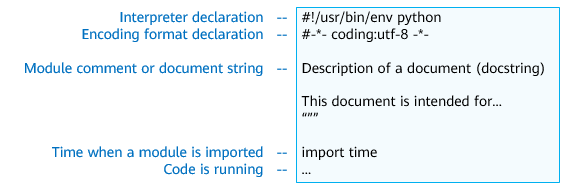 Interpreter declaration -- #!/usr/bin/env python
Encoding format declaration -- #-*- coding:utf-8 -*-
Module comment or document string -- Description of a document (docstring)
This document is intended for...
“””
Time when a module is imported -- import time
Code is running -- ...